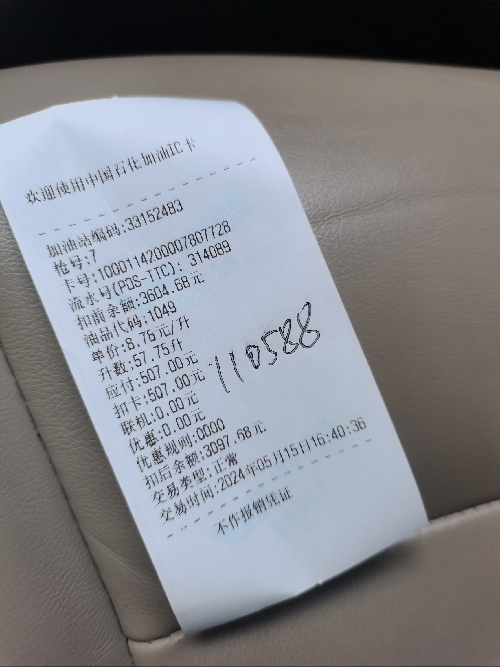 欢迎使用中国石化加油IC卡
加油站编码:33152483
枪号:7
卡号:1000114200007807728
流水号(POS-TTC): 314089
扣前余额:3604.68元
油品代码:1049
单价:8.76元/升
升数:57.75升
应付:507.00元
扣卡:507.00元
110588
联机:0.00元
优惠:0.00元
优惠规则:0000
扣后余额:3097.68元
交易类型:正常
交易时间:2024年05月15日16:40:36
不作报销凭证